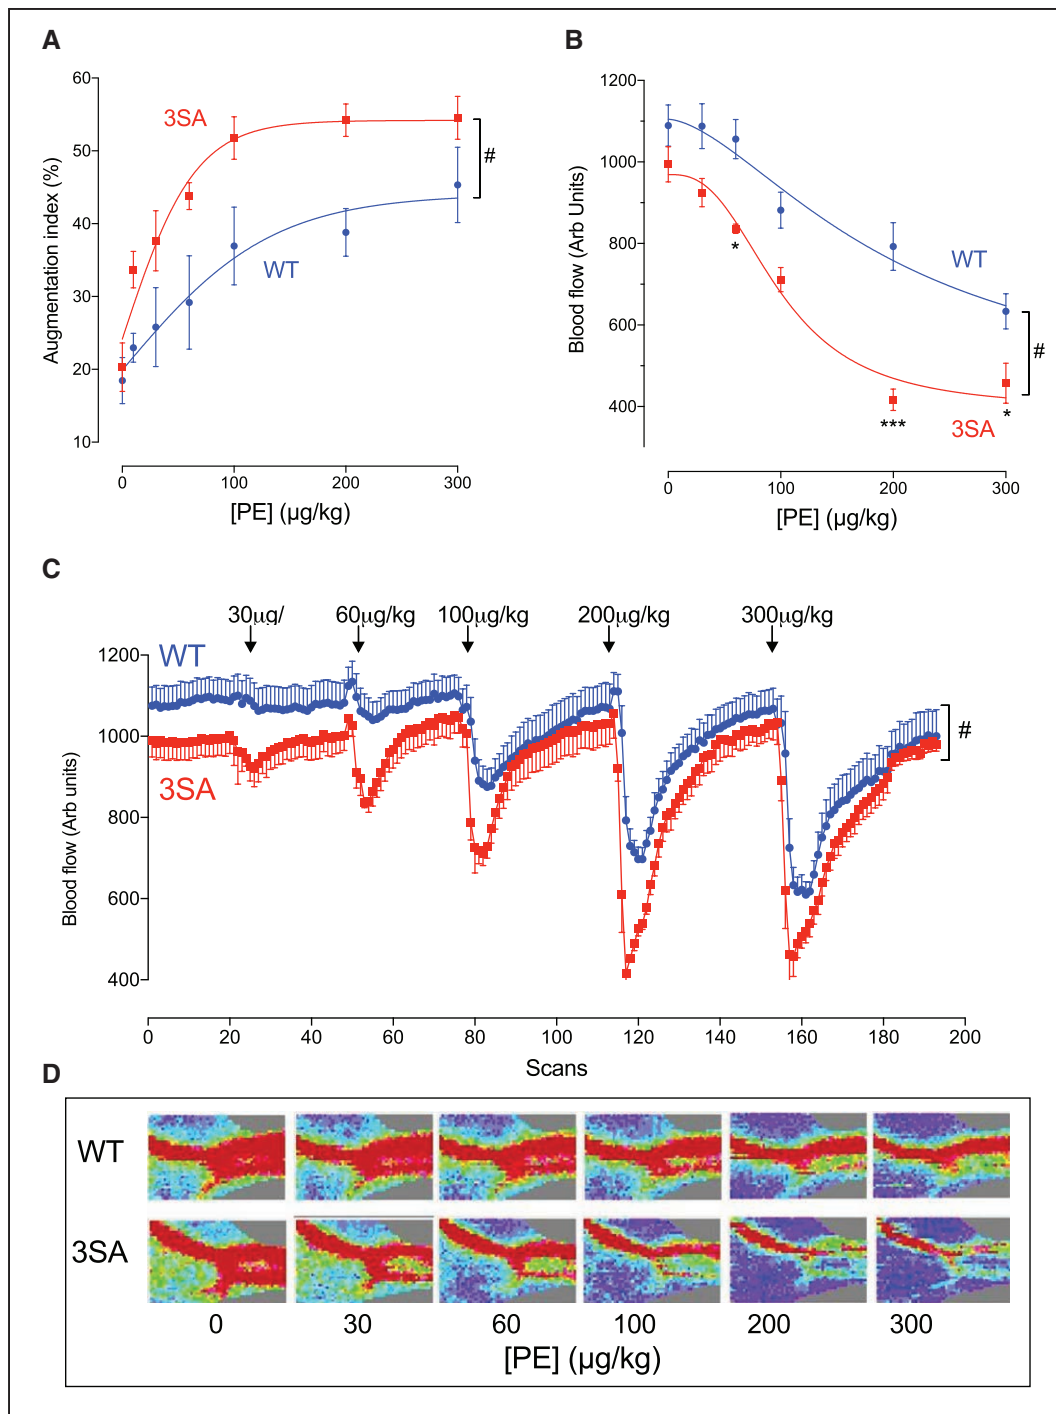 A
60
50
40
30
20
10
Augmentation index (%)
3SA
WT
#
0
100
200
300
[PE] (µg/kg)
B
1200
1000
800
600
400
Blood flow (Arb Units)
WT
3SA
*
***
*
#
0
100
200
300
[PE] (µg/kg)
C
30µg/
60µg/kg
100µg/kg
200µg/kg
300µg/kg
1200
1000
800
600
400
Blood flow (Arb units)
WT
3SA
#
0
20
40
60
80
100
120
140
160
180
200
Scans
D
WT
3SA
0
30
60
100
200
300
[PE] (µg/kg)